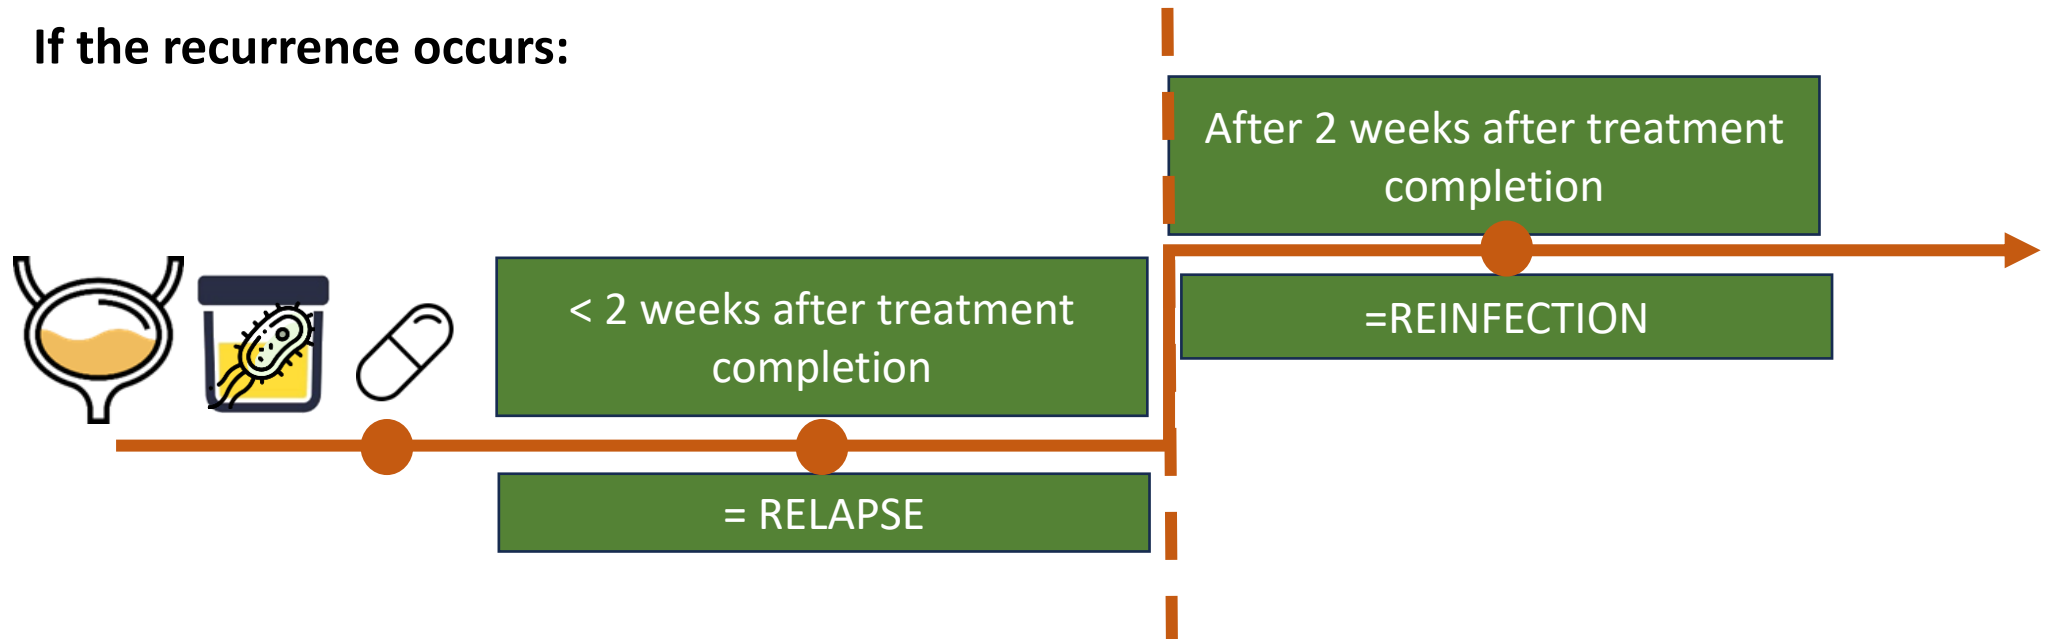 If the recurrence occurs:
After 2 weeks after treatment
completion
< 2 weeks after treatment
completion
=REINFECTION
= RELAPSE